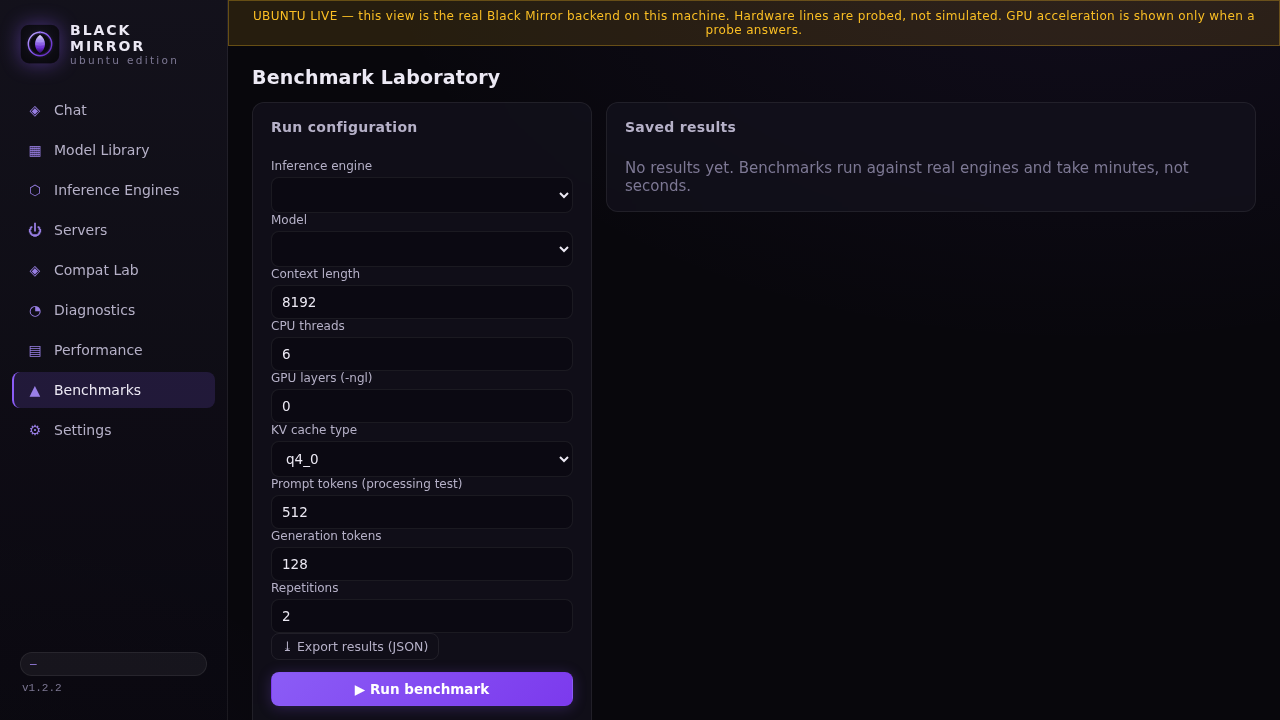 BLACK
MIRROR
ubuntu edition
Chat
Model Library
Inference Engines
Servers
Compat Lab
Diagnostics
Performance
Benchmarks
Settings
–
v1.2.2
UBUNTU LIVE — this view is the real Black Mirror backend on this machine. Hardware lines are probed, not simulated. GPU acceleration is shown only when a
probe answers.
Benchmark Laboratory
Run configuration
Inference engine
Model
Context length
8192
CPU threads
6
GPU layers (-ngl)
0
KV cache type
q4_0
Prompt tokens (processing test)
512
Generation tokens
128
Repetitions
2
⤓ Export results (JSON)
▶ Run benchmark
Saved results
No results yet. Benchmarks run against real engines and take minutes, not
seconds.